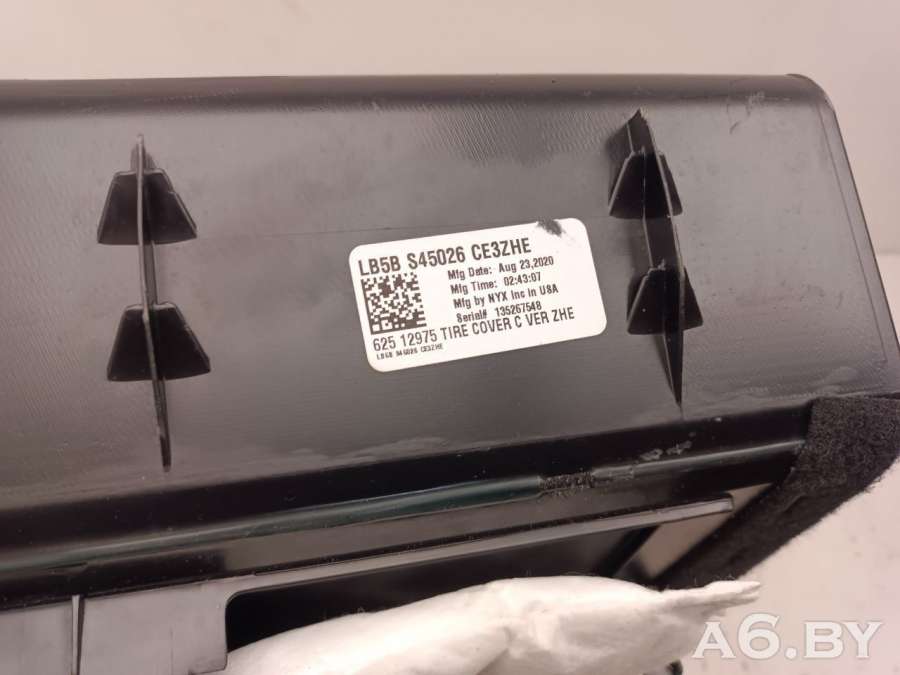 LB5B S45026 CE3ZHE
Mfg Date: Aug 23,2020
Mfg Time: 02:43:07
Mfg by NYX Inc in USA
Serial# 135267548
625 12975 TIRE COVER C VER ZHE
LB5B S45026 CE3ZHE
A6.BY